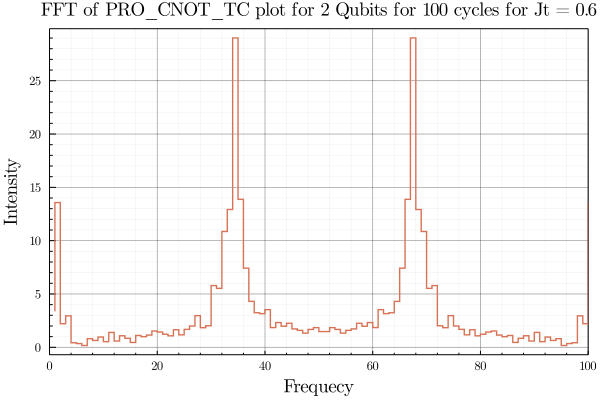 FFT of PRO_CNOT_TC plot for 2 Qubits for 100 cycles for Jt = 0.6
25
20
15
10
5
0
Intensity
0 20 40 60 80 100
Frequecy